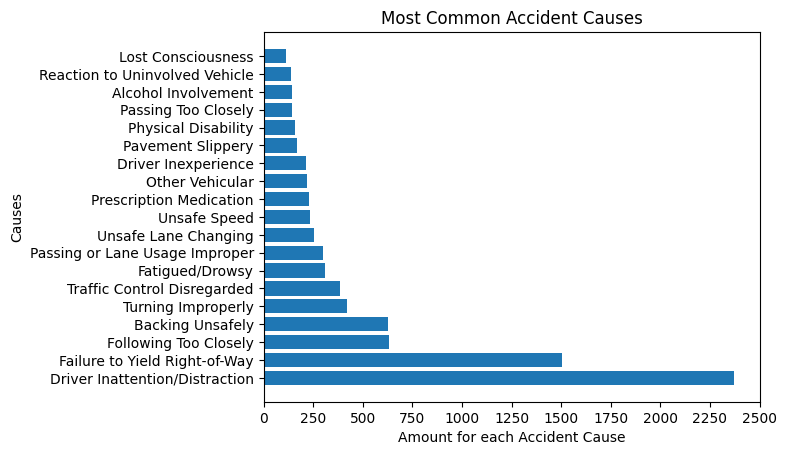 Most Common Accident Causes
Causes
Lost Consciousness
Reaction to Uninvolved Vehicle
Alcohol Involvement
Passing Too Closely
Physical Disability
Pavement Slippery
Driver Inexperience
Other Vehicular
Prescription Medication
Unsafe Speed
Unsafe Lane Changing
Passing or Lane Usage Improper
Fatigued/Drowsy
Traffic Control Disregarded
Turning Improperly
Backing Unsafely
Following Too Closely
Failure to Yield Right-of-Way
Driver Inattention/Distraction
0 250 500 750 1000 1250 1500 1750 2000 2250 2500
Amount for each Accident Cause